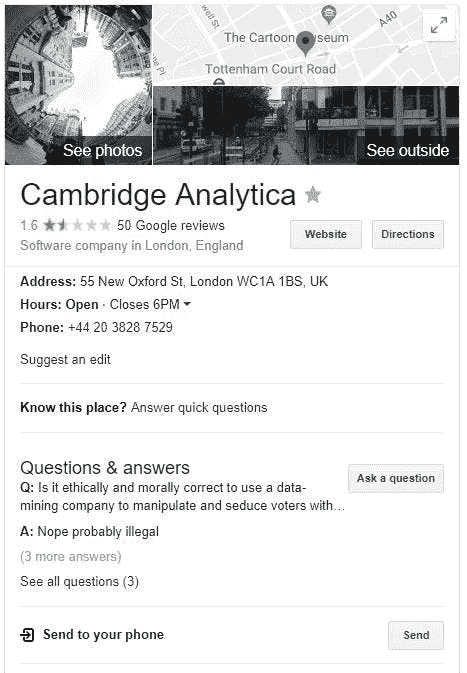 well St
The Cartoon Museum
A40
Tottenham Court Road
See photos
See outside
Cambridge Analytica
1.6 50 Google reviews
Website
Directions
Software company in London, England
Address: 55 New Oxford St, London WC1A 1BS, UK
Hours: Open · Closes 6PM
Phone: +44 20 3828 7529
Suggest an edit
Know this place? Answer quick questions
Questions & answers
Ask a question
Q: Is it ethically and morally correct to use a data-
mining company to manipulate and seduce voters with…
A: Nope probably illegal
(3 more answers)
See all questions (3)
Send to your phone
Send